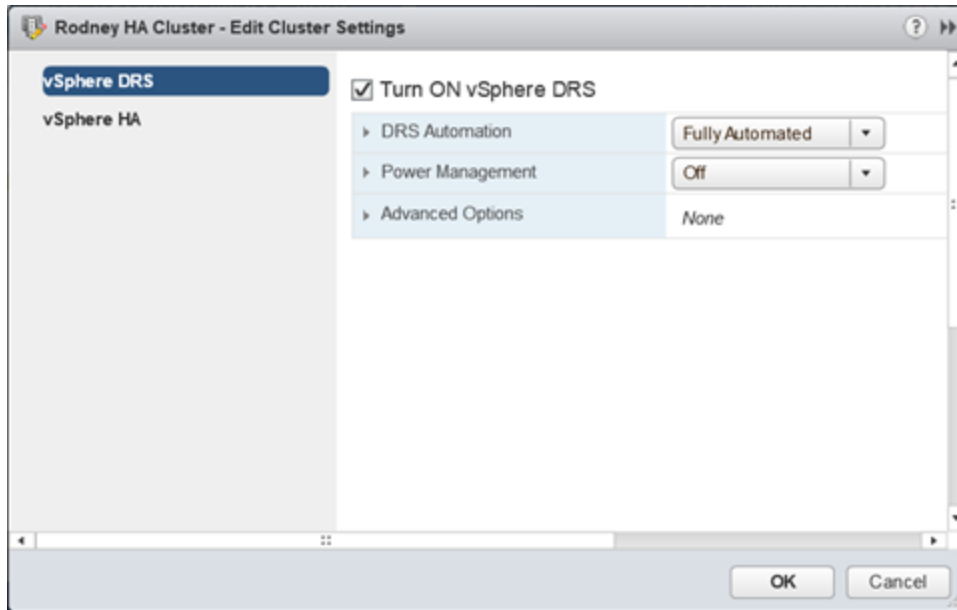 Rodney HA Cluster - Edit Cluster Settings
vSphere DRS
vSphere HA
Turn ON vSphere DRS
DRS Automation
Fully Automated
Power Management
Off
Advanced Options
None
OK
Cancel